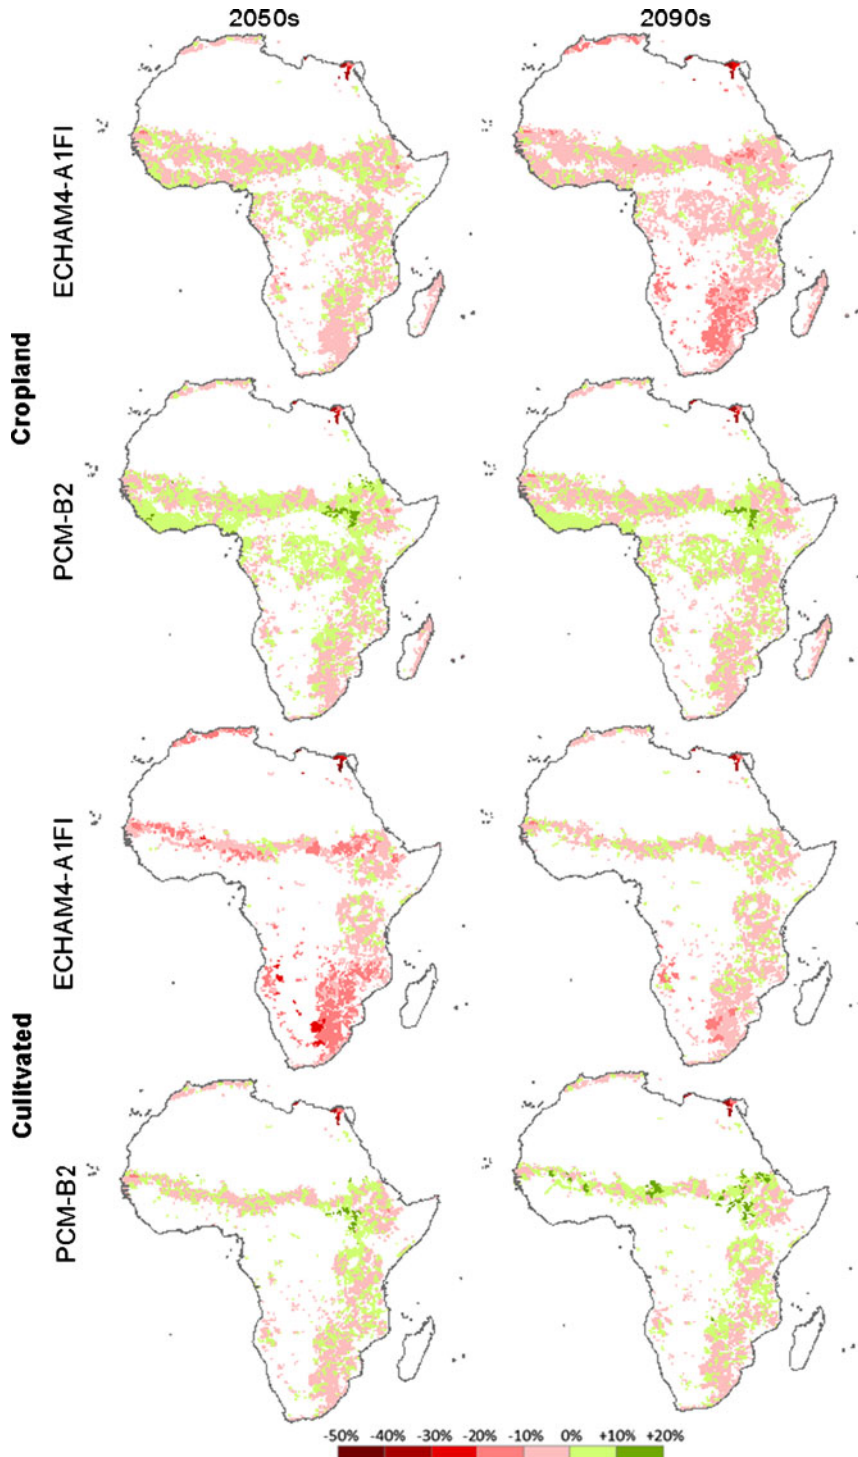 2050s 2090s
ECHAM4-A1FI
Cropland
PCM-B2
ECHAM4-A1FI
Culitvated
PCM-B2
-50% -40% -30% -20% -10% 0% +10% +20%